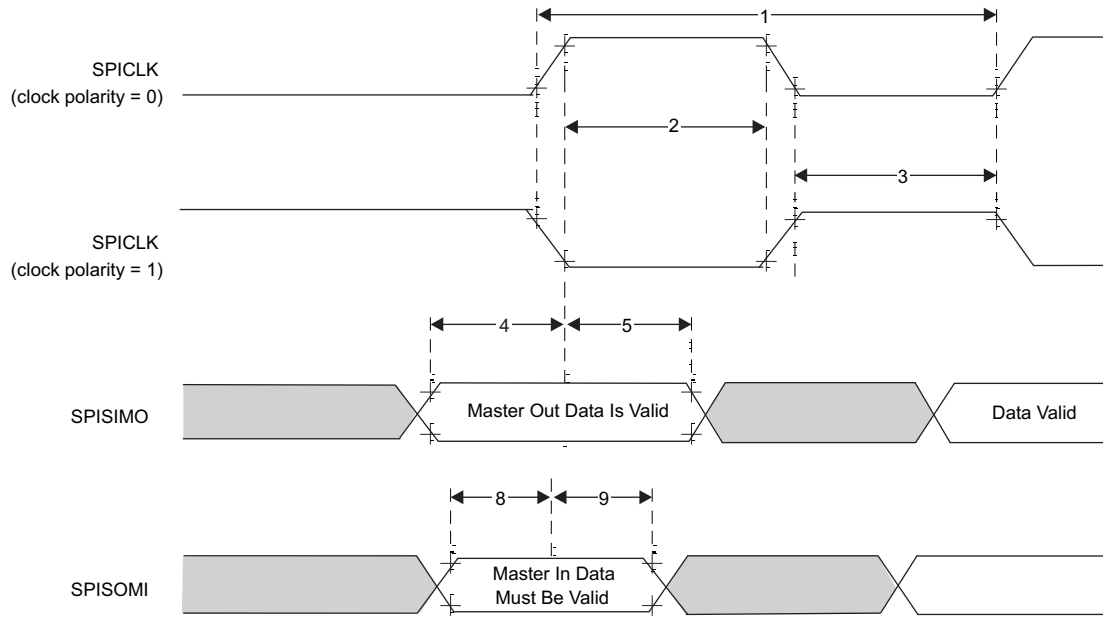 1
SPICLK
(clock polarity = 0)
2
3
SPICLK
(clock polarity = 1)
4
5
SPISIMO
Master Out Data Is Valid
Data Valid
8
9
SPISOMI
Master In Data
Must Be Valid